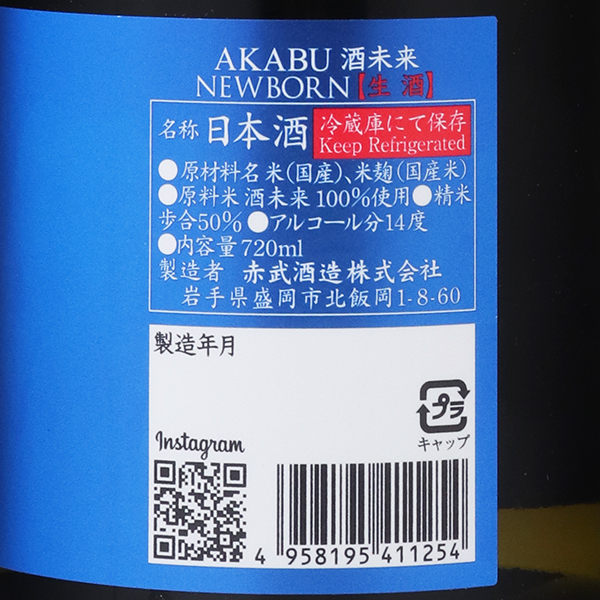 AKABU 酒未来
NEWBORN【生酒】
名称 日本酒 冷蔵庫にて保存
Keep Refrigerated
●原材料名 米(国産)、米麹(国産米)
●原料米 酒未来 100%使用●精米
歩合50% ●アルコール分14度
●内容量 720ml
製造者 赤武酒造株式会社
岩手県盛岡市北飯岡1-8-60
製造年月
プラ
キャップ
Instagram
4 958195 411254